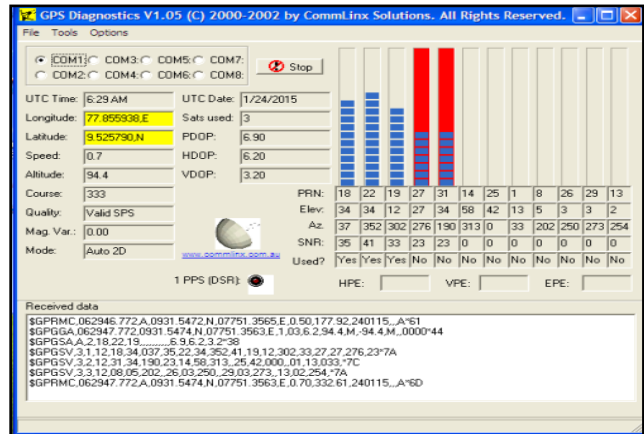 GPS Diagnostics V1.05 (C) 2000-2002 by CommLinx Solutions. All Rights Reserved.
File Tools Options
COM1: COM3: COM5: COM7:
COM2: COM4: COM6: COM8:
Stop
UTC Time: 6:29 AM UTC Date: 1/24/2015
Longitude: 77.855938,E Sats used: 3
Latitude: 9.525790,N PDOP: 6.90
Speed: 0.7 HDOP: 6.20
Altitude: 94.4 VDOP: 3.20
Course: 333
Quality: Valid SPS
Mag. Var.: 0.00
Mode: Auto 2D
www.commlinx.com.au
1 PPS (DSR):
PRN: 18 22 19 27 31 14 25 1 8 26 29 13
Elev: 34 34 12 27 34 58 42 13 5 3 3 2
Az: 37 352 302 276 190 313 0 33 202 250 273 254
SNR: 35 41 33 23 23 0 0 0 0 0 0 0
Used? Yes Yes Yes No No No No No No No No No
HPE: VPE: EPE:
Received data
$GPRMC,062946.772,A,0931.5472,N,07751.3565,E,0.50,177.92,240115,,,A*61
$GPGGA,062947.772,0931.5474,N,07751.3563,E,1,03,6.2,94.4,M,-94.4,M,,0000*44
$GPGSA,A,2,18,22,19,,,,,,,,,,6.9,6.2,3.2*38
$GPGSV,3,1,12,18,34,037,35,22,34,352,41,19,12,302,33,27,27,276,23*7A
$GPGSV,3,2,12,31,34,190,23,14,58,313,,25,42,000,,01,13,033,*7C
$GPGSV,3,3,12,08,05,202,,26,03,250,,29,03,273,,13,02,254,*7A
$GPRMC,062947.772,A,0931.5474,N,07751.3563,E,0.70,332.61,240115,,,A*6D